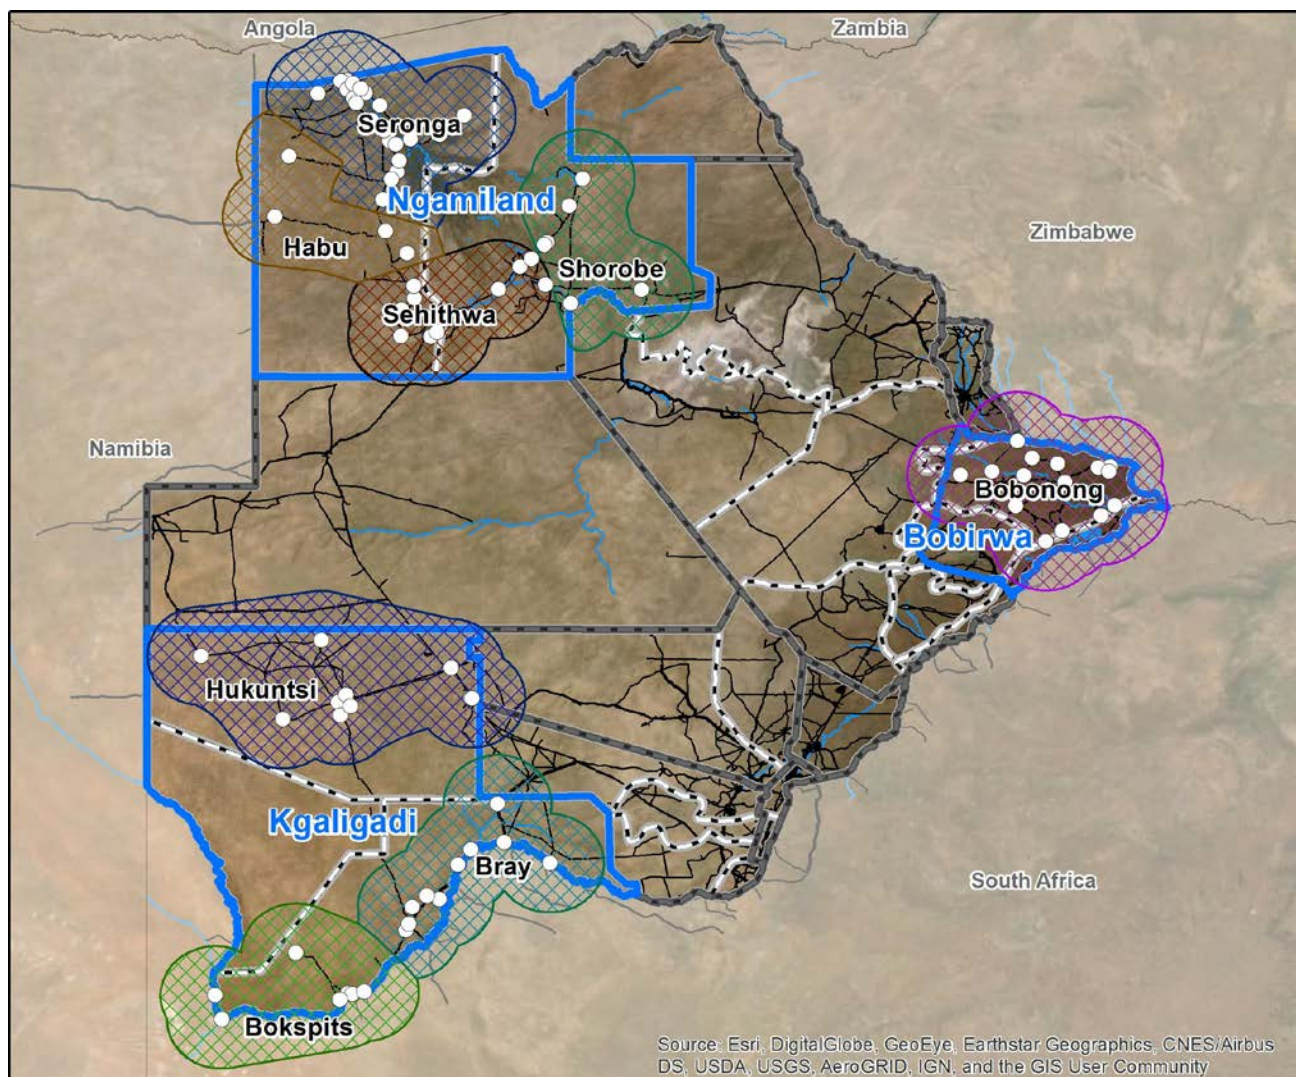 Angola
Zambia
Seronga
Ngamiland
Zimbabwe
Habu
Shorobe
Sehithwa
Namibia
Bobonong
Bobirwa
Hukuntsi
Kgaligadi
Bray
South Africa
Bokspits
Source: Esri, DigitalGlobe, GeoEye, Earthstar Geographics, CNES/Airbus
DS, USDA, USGS, AeroGRID, IGN, and the GIS User Community